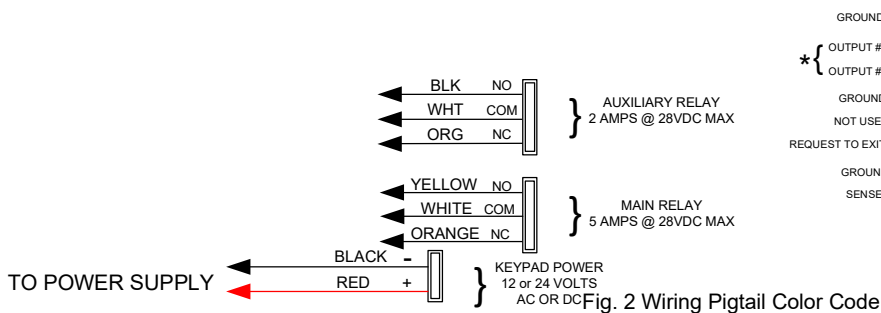 GROUND
OUTPUT #
* { OUTPUT #
GROUND
NOT USE
REQUEST TO EXIT
GROUN
SENSE
BLK NO
WHT COM
ORG NC
} AUXILIARY RELAY
2 AMPS @ 28VDC MAX
YELLOW NO
WHITE COM
ORANGE NC
} MAIN RELAY
5 AMPS @ 28VDC MAX
TO POWER SUPPLY
BLACK -
RED +
} KEYPAD POWER
12 or 24 VOLTS
AC OR DC
Fig. 2 Wiring Pigtail Color Code